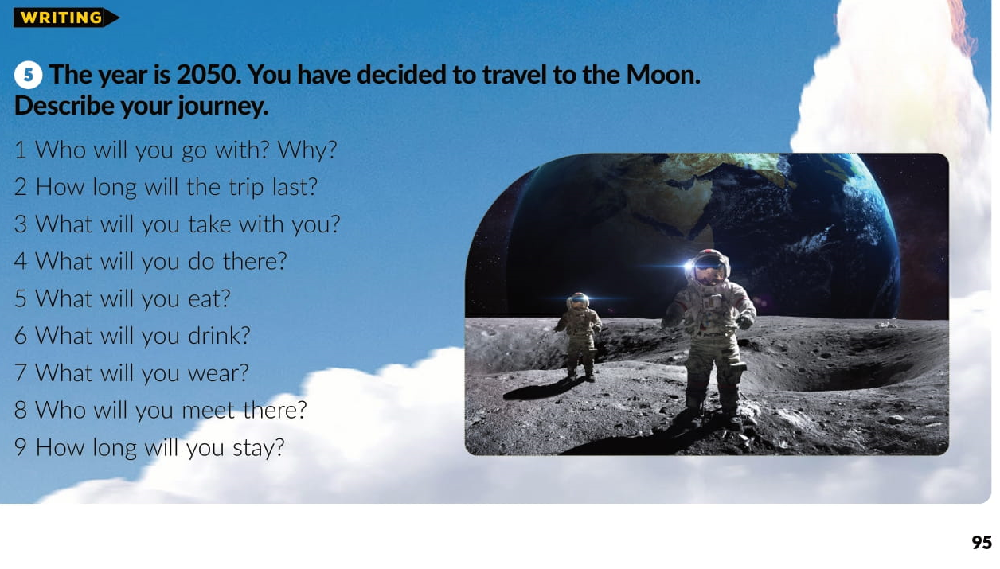 WRITING
5 The year is 2050. You have decided to travel to the Moon.
Describe your journey.
1 Who will you go with? Why?
2 How long will the trip last?
3 What will you take with you?
4 What will you do there?
5 What will you eat?
6 What will you drink?
7 What will you wear?
8 Who will you meet there?
9 How long will you stay?
95